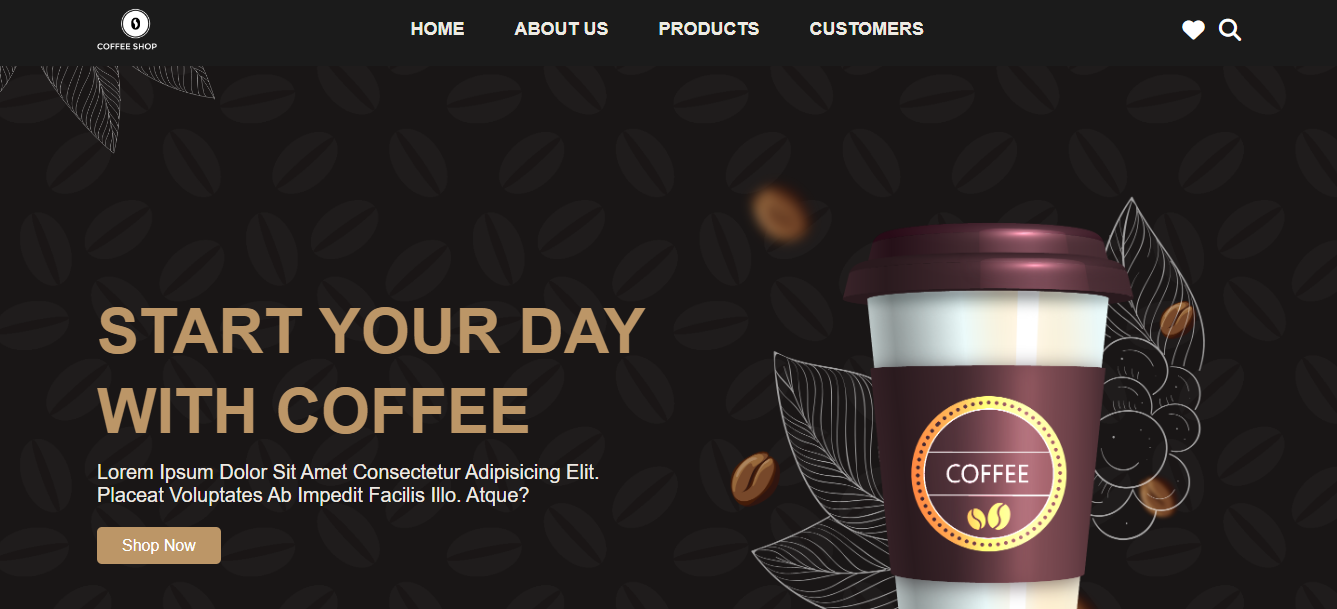 COFFEE SHOP
HOME ABOUT US PRODUCTS CUSTOMERS
START YOUR DAY
WITH COFFEE
Lorem Ipsum Dolor Sit Amet Consectetur Adipisicing Elit.
Placeat Voluptates Ab Impedit Facilis Illo. Atque?
Shop Now
COFFEE